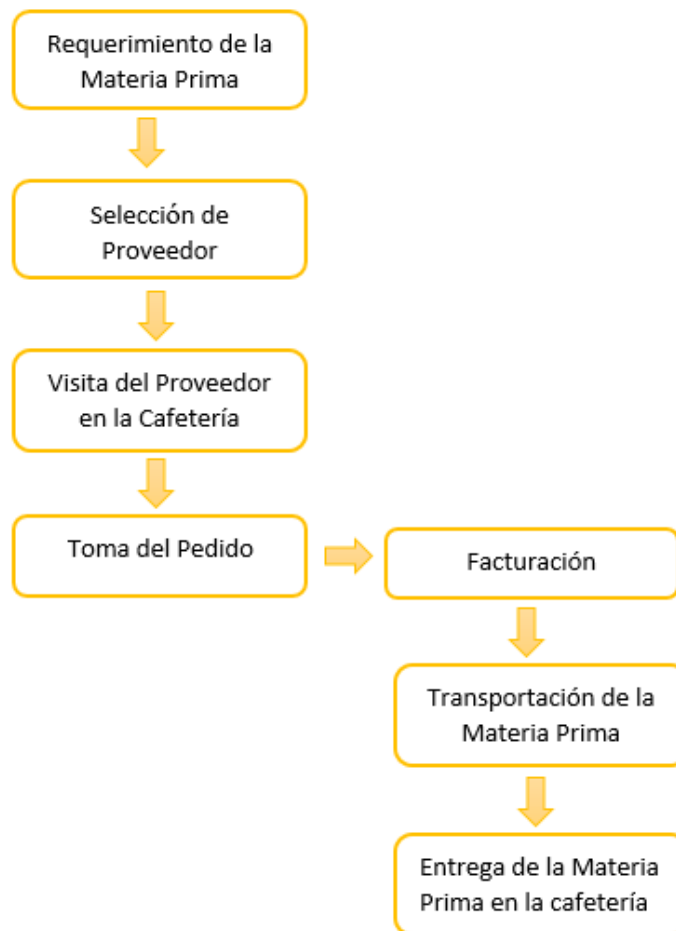 Requerimiento de la
Materia Prima
Selección de
Proveedor
Visita del Proveedor
en la Cafetería
Toma del Pedido
Facturación
Transportación de la
Materia Prima
Entrega de la Materia
Prima en la cafetería